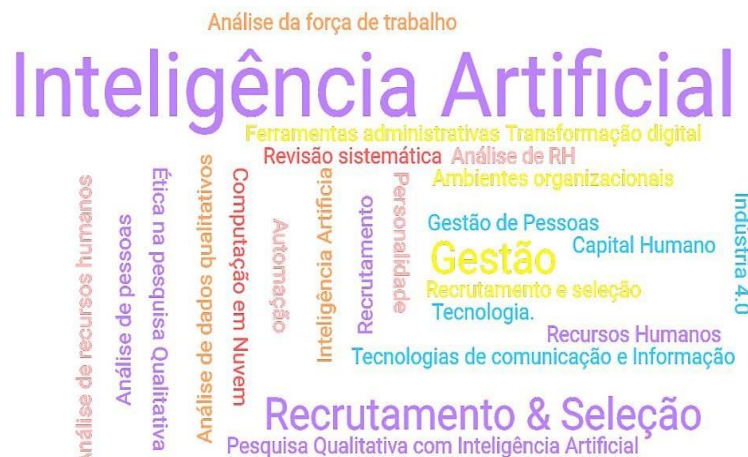 Análise da força de trabalho
Inteligência Artificial
Ferramentas administrativas Transformação digital
Revisão sistemática Análise de RH
Ambientes organizacionais
Análise de recursos humanos
Análise de pessoas
Ética na pesquisa Qualitativa
Análise de dados qualitativos
Computação em Nuvem
Automação
Inteligência Artificia
Recrutamento
Personalidade
Gestão de Pessoas
Capital Humano
Indústria 4.0
Gestão
Recrutamento e seleção
Tecnologia.
Recursos Humanos
Tecnologias de comunicação e Informação
Recrutamento & Seleção
Pesquisa Qualitativa com Inteligência Artificial